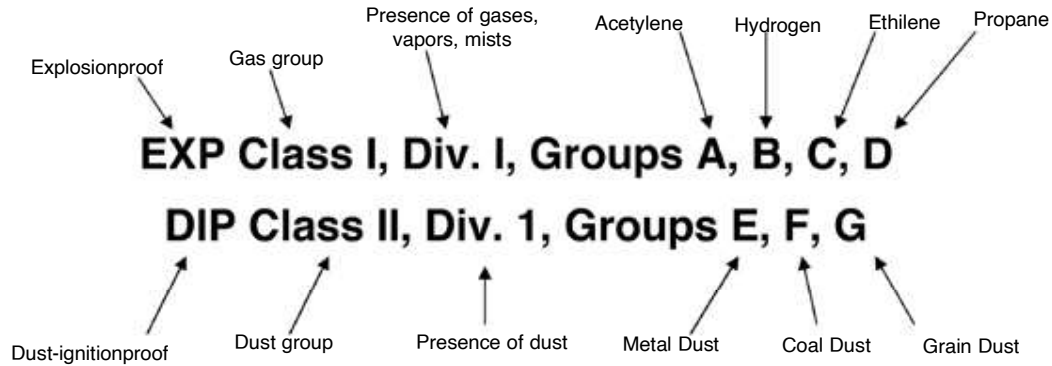 Presence of gases,
vapors, mists
Acetylene
Hydrogen
Ethilene
Propane
Explosionproof
Gas group
EXP Class I, Div. I, Groups A, B, C, D
DIP Class II, Div. 1, Groups E, F, G
Dust-ignitionproof
Dust group
Presence of dust
Metal Dust
Coal Dust
Grain Dust